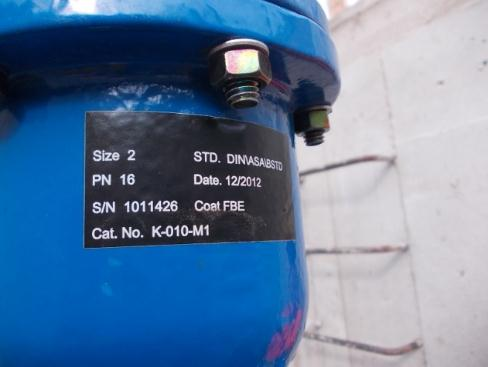 Size 2 STD. DIN\ASA\BSTD
PN 16 Date. 12/2012
S/N 1011426 Coat FBE
Cat. No. K-010-M1